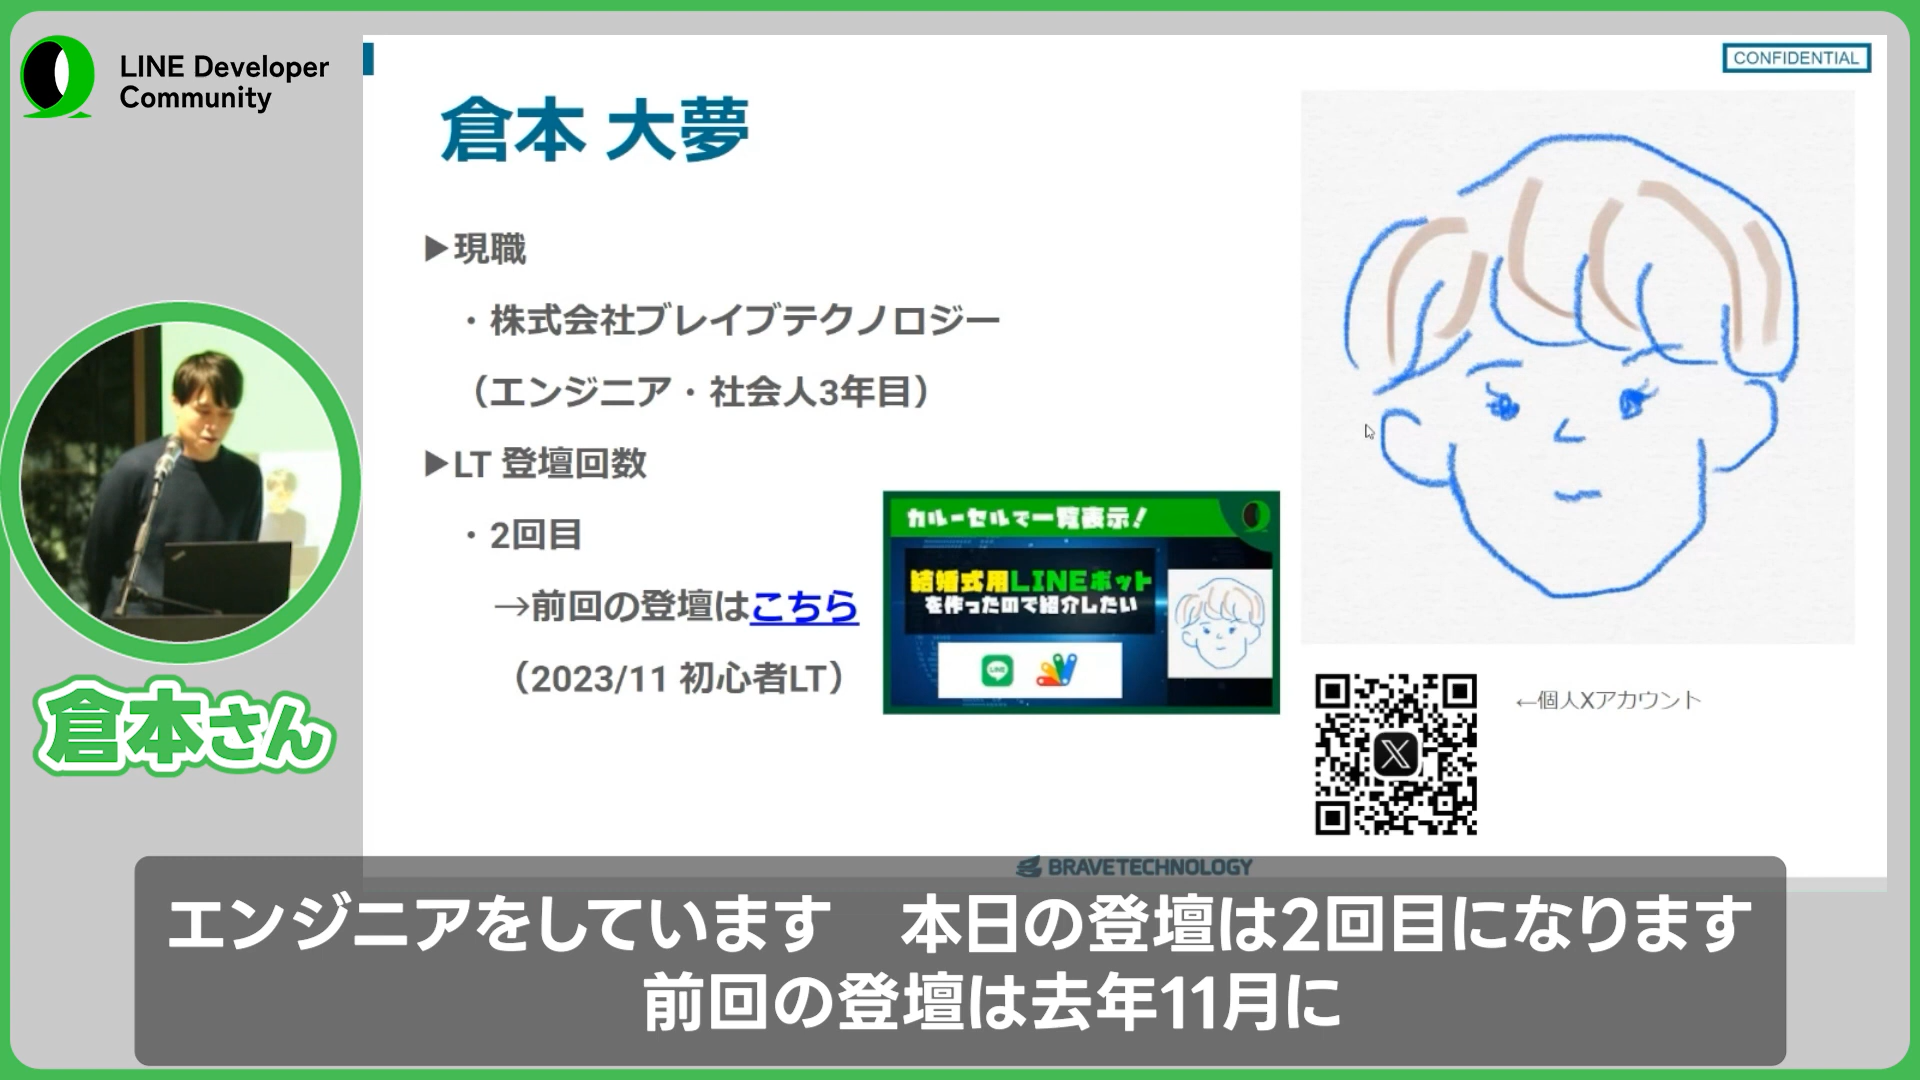 LINE Developer
Community
CONFIDENTIAL
倉本 大夢
▶現職
・株式会社ブレイブテクノロジー
（エンジニア・社会人3年目）
▶LT 登壇回数
・2回目
→前回の登壇はこちら
（2023/11 初心者LT）
カルーセルで一覧表示！
結婚式用LINEボット
を作ったので紹介したい
LINE
←個人Xアカウント
倉本さん
BRAVETECHNOLOGY
エンジニアをしています　本日の登壇は2回目になります
前回の登壇は去年11月に